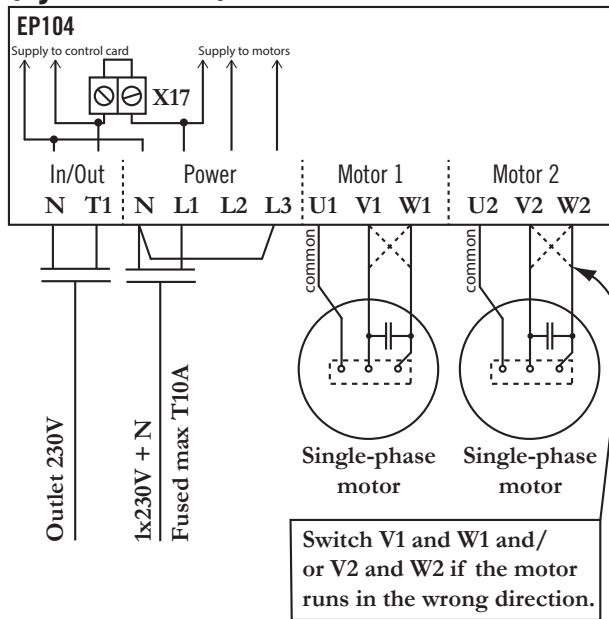 EP104
Supply to control card
Supply to motors
X17
In/Out
Power
Motor 1
Motor 2
N T1 N L1 L2 L3 U1 V1 W1 U2 V2 W2
common
common
Outlet 230V
1x230V + N
Fused max T10A
Single-phase
motor
Single-phase
motor
Switch V1 and W1 and/
or V2 and W2 if the motor
runs in the wrong direction.